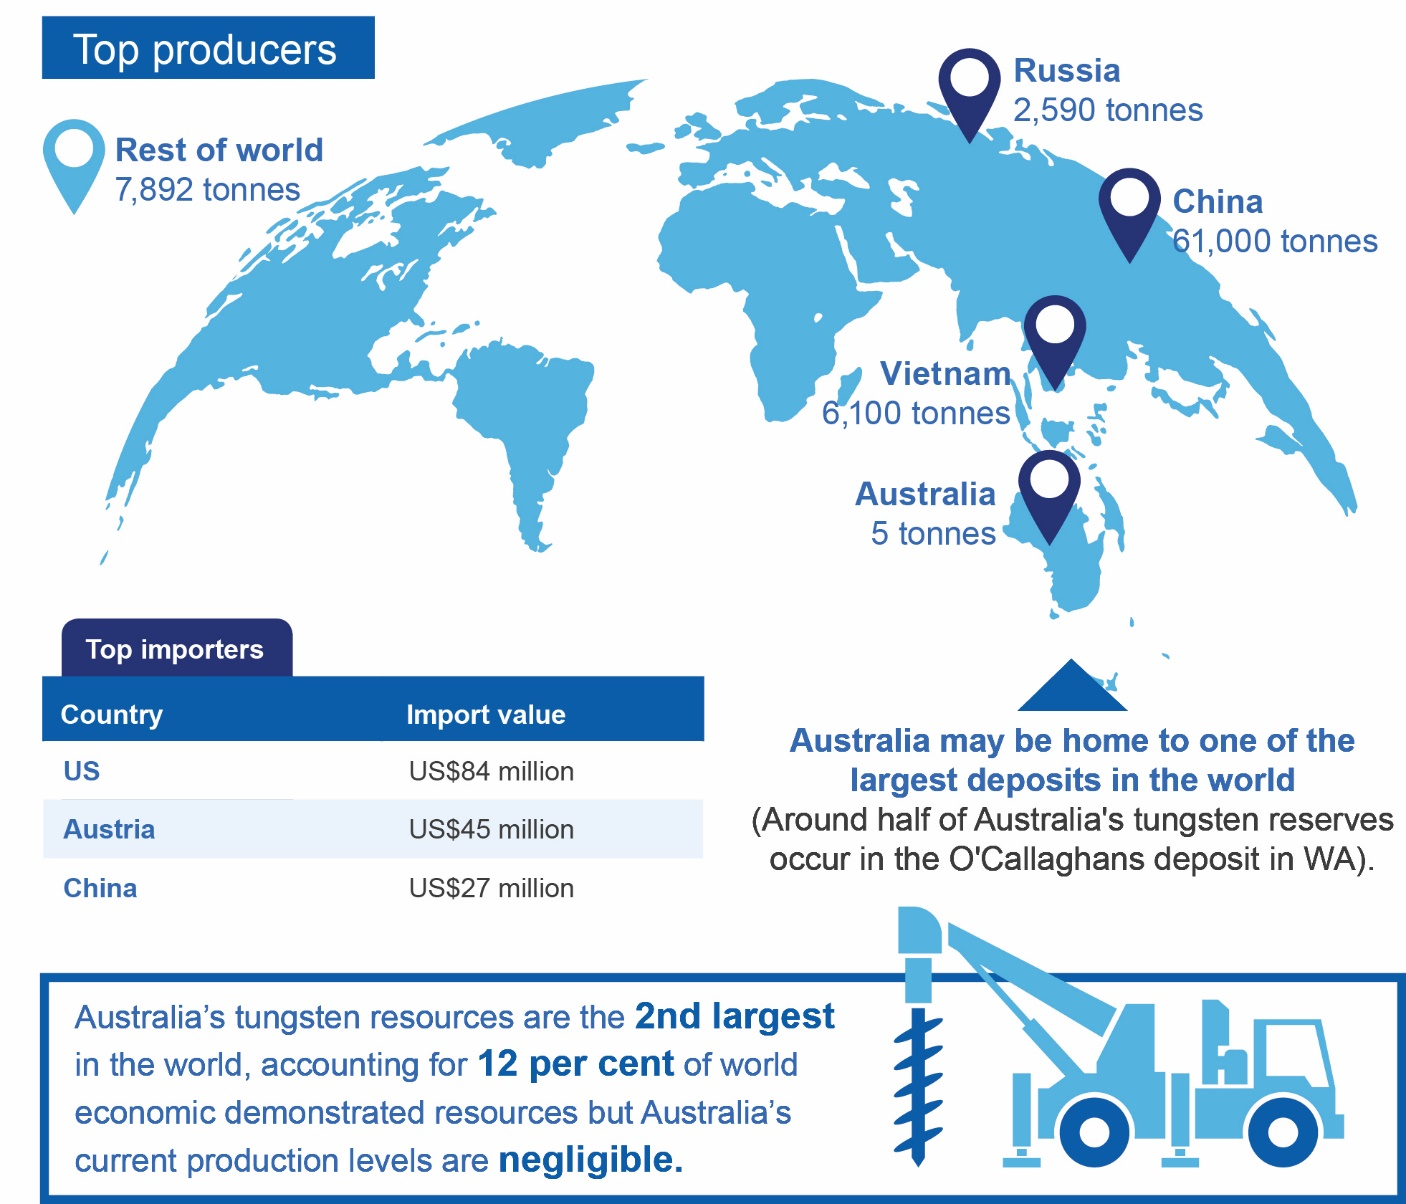 Top producers
Russia
2,590 tonnes
Rest of world
7,892 tonnes
China
61,000 tonnes
Vietnam
6,100 tonnes
Australia
5 tonnes
Top importers
Country Import value
US US$84 million
Austria US$45 million
China US$27 million
Australia may be home to one of the
largest deposits in the world
(Around half of Australia's tungsten reserves
occur in the O'Callaghans deposit in WA).
Australia’s tungsten resources are the 2nd largest
in the world, accounting for 12 per cent of world
economic demonstrated resources but Australia’s
current production levels are negligible.